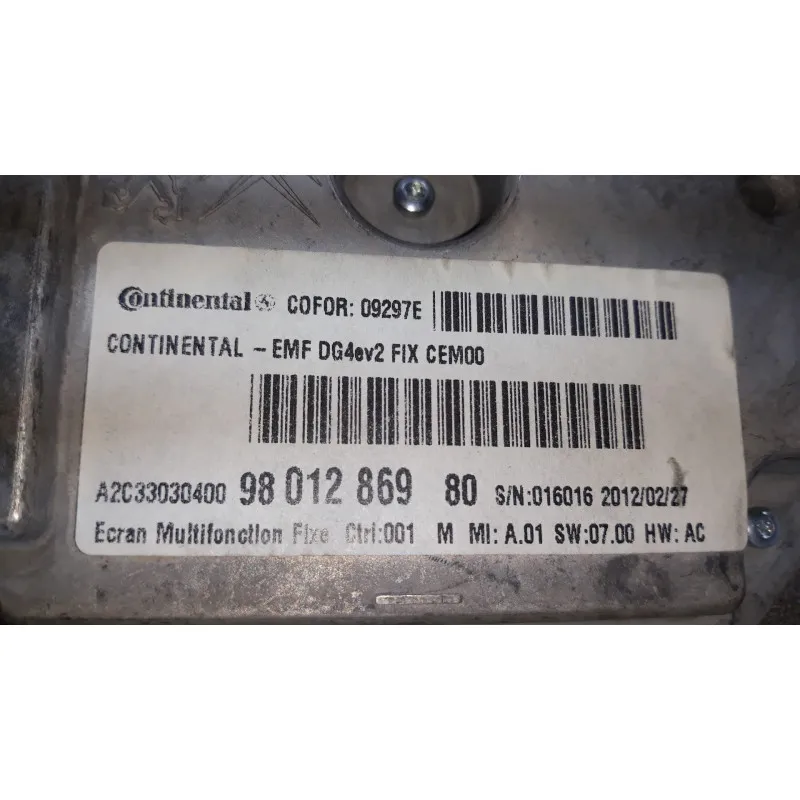 Continental COFOR: 09297E
CONTINENTAL - EMF DG4ev2 FIX CEM00
A2C33030400 98 012 869 80 S/N:016016 2012/02/27
Ecran Multifonction Fixe Ctrl:001 M MI: A.01 SW:07.00 HW: AC